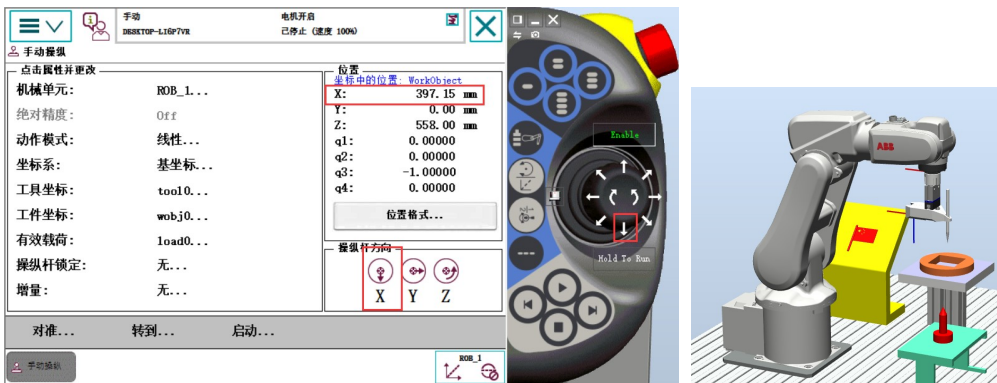 手动
DESKTOP-LI6P7VR
电机开启
已停止 (速度 100%)
手动操纵
点击属性并更改
机械单元: ROB_1...
绝对精度: Off
动作模式: 线性...
坐标系: 基坐标...
工具坐标: tool0...
工件坐标: wobj0...
有效载荷: load0...
操纵杆锁定: 无...
增量: 无...
位置
坐标中的位置: WorkObject
X: 397.15 mm
Y: 0.00 mm
Z: 558.00 mm
q1: 0.00000
q2: 0.00000
q3: -1.00000
q4: 0.00000
位置格式...
操纵杆方向
X Y Z
对准... 转到... 启动...
手动操纵
ROB_1
Enable
Hold To Run
ABB